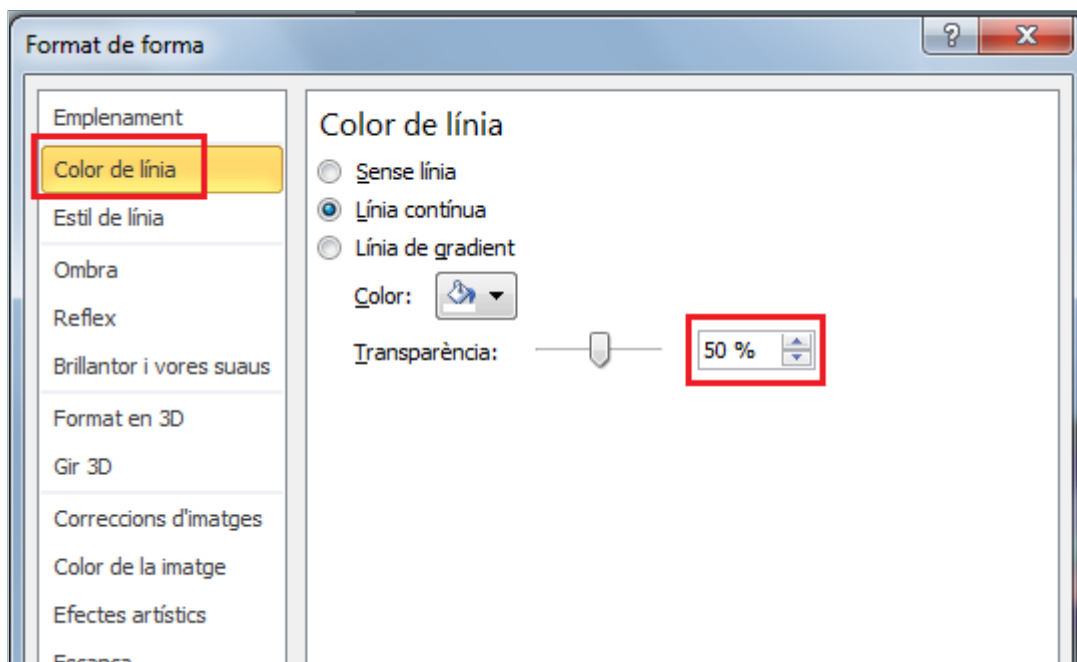 Format de forma
Emplenament
Color de línia
Estil de línia
Ombra
Reflex
Brillantor i vores suaus
Format en 3D
Gir 3D
Correccions d'imatges
Color de la imatge
Efectes artístics
Color de línia
Sense línia
Línia contínua
Línia de gradient
Color:
Transparència:
50 %